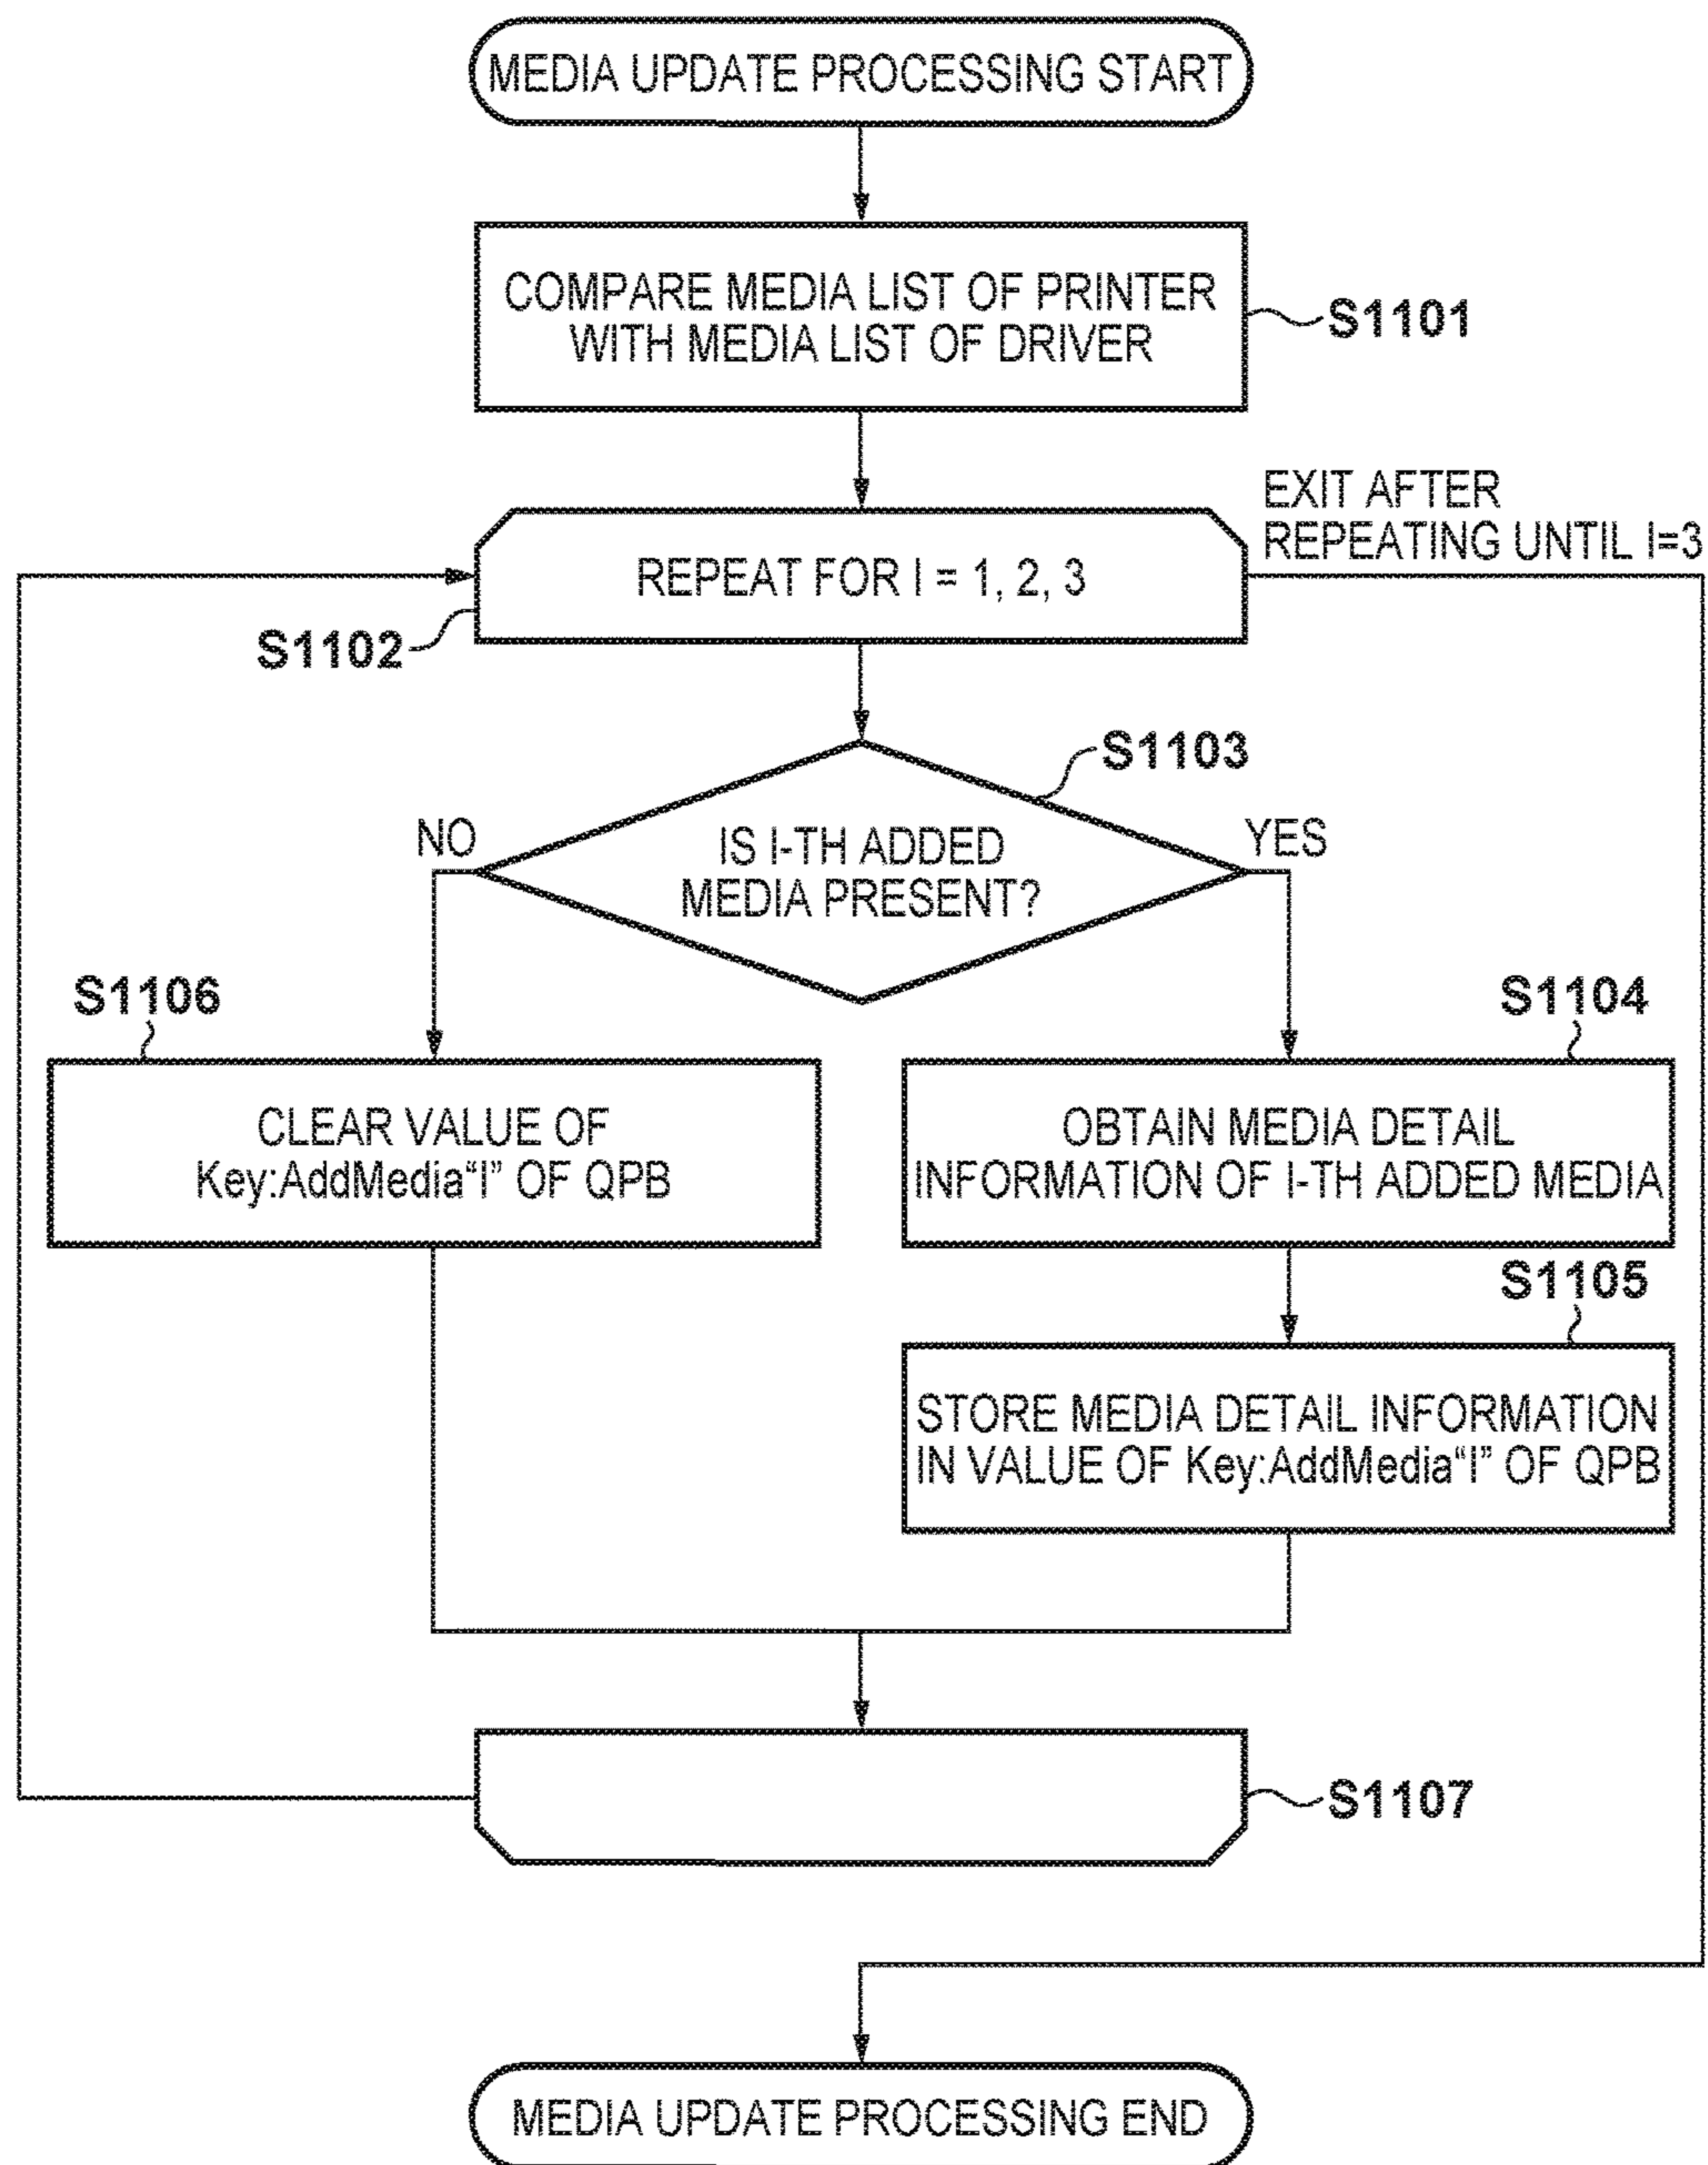 MEDIA UPDATE PROCESSING START
COMPARE MEDIA LIST OF PRINTER
WITH MEDIA LIST OF DRIVER
S1101
EXIT AFTER
REPEATING UNTIL I=3
REPEAT FOR I = 1, 2, 3
S1102
S1103
NO
IS I-TH ADDED
MEDIA PRESENT?
YES
S1106
CLEAR VALUE OF
Key:AddMedia“I” OF QPB
S1104
OBTAIN MEDIA DETAIL
INFORMATION OF I-TH ADDED MEDIA
S1105
STORE MEDIA DETAIL INFORMATION
IN VALUE OF Key:AddMedia“I” OF QPB
S1107
MEDIA UPDATE PROCESSING END